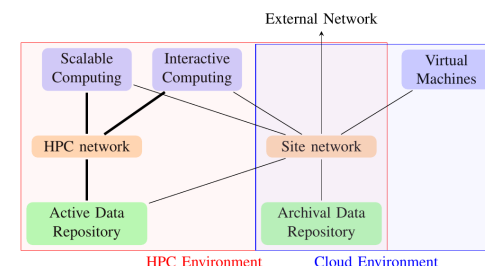 External Network
Scalable
Computing
Interactive
Computing
Virtual
Machines
HPC network
Site network
Active Data
Repository
Archival Data
Repository
HPC Environment
Cloud Environment